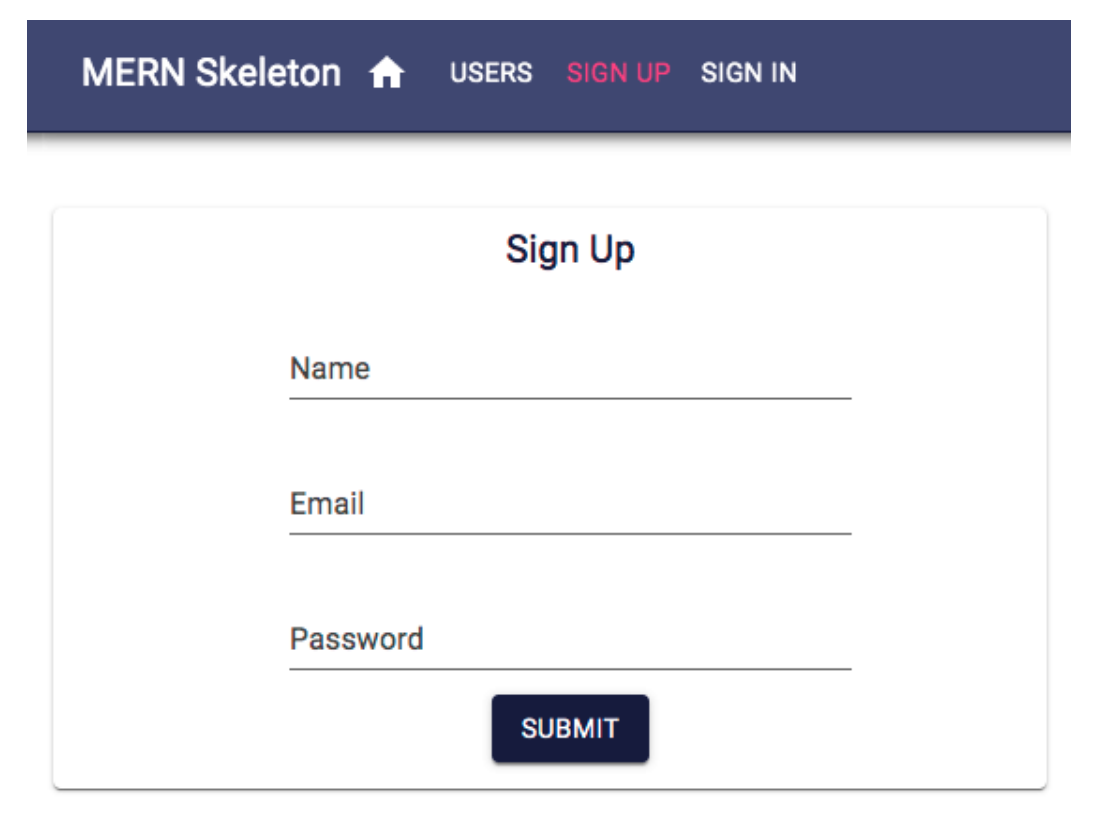 MERN Skeleton USERS SIGN UP SIGN IN
Sign Up
Name
Email
Password
SUBMIT